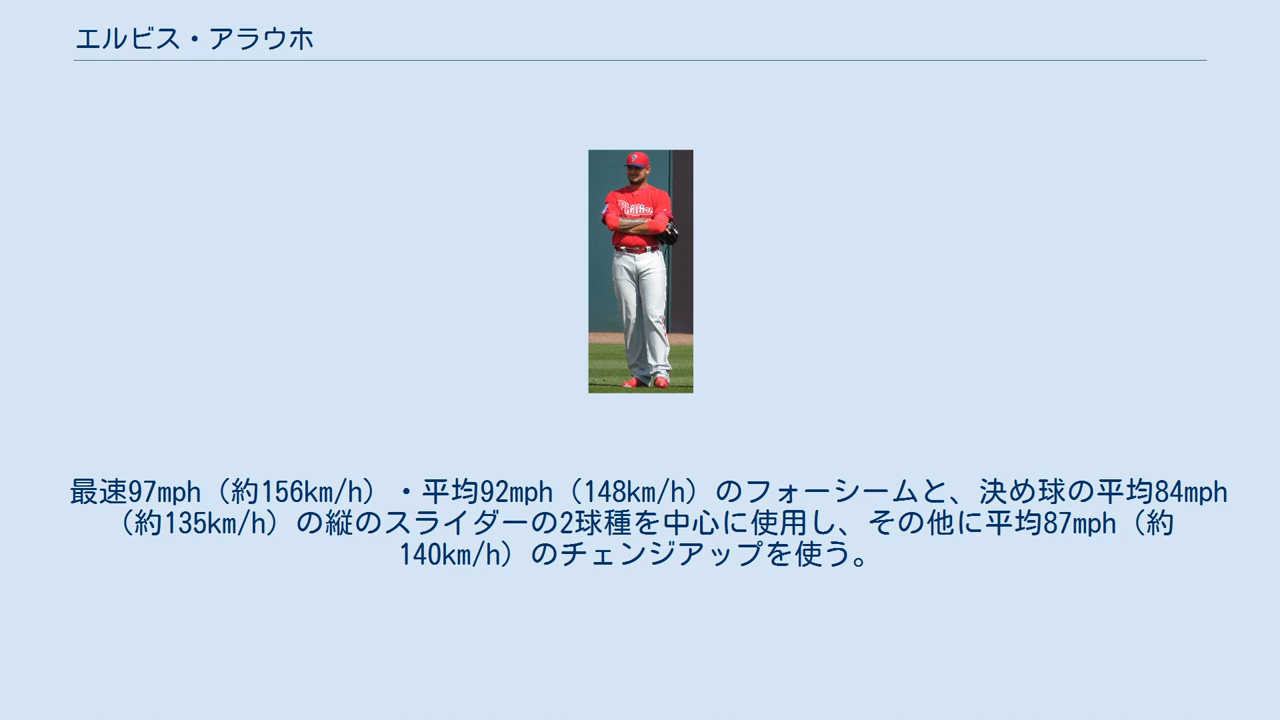 エルビス・アラウホ
Phillies
最速97mph（約156km/h）・平均92mph（148km/h）のフォーシームと、決め球の平均84mph
（約135km/h）の縦のスライダーの2球種を中心に使用し、その他に平均87mph（約
140km/h）のチェンジアップを使う。